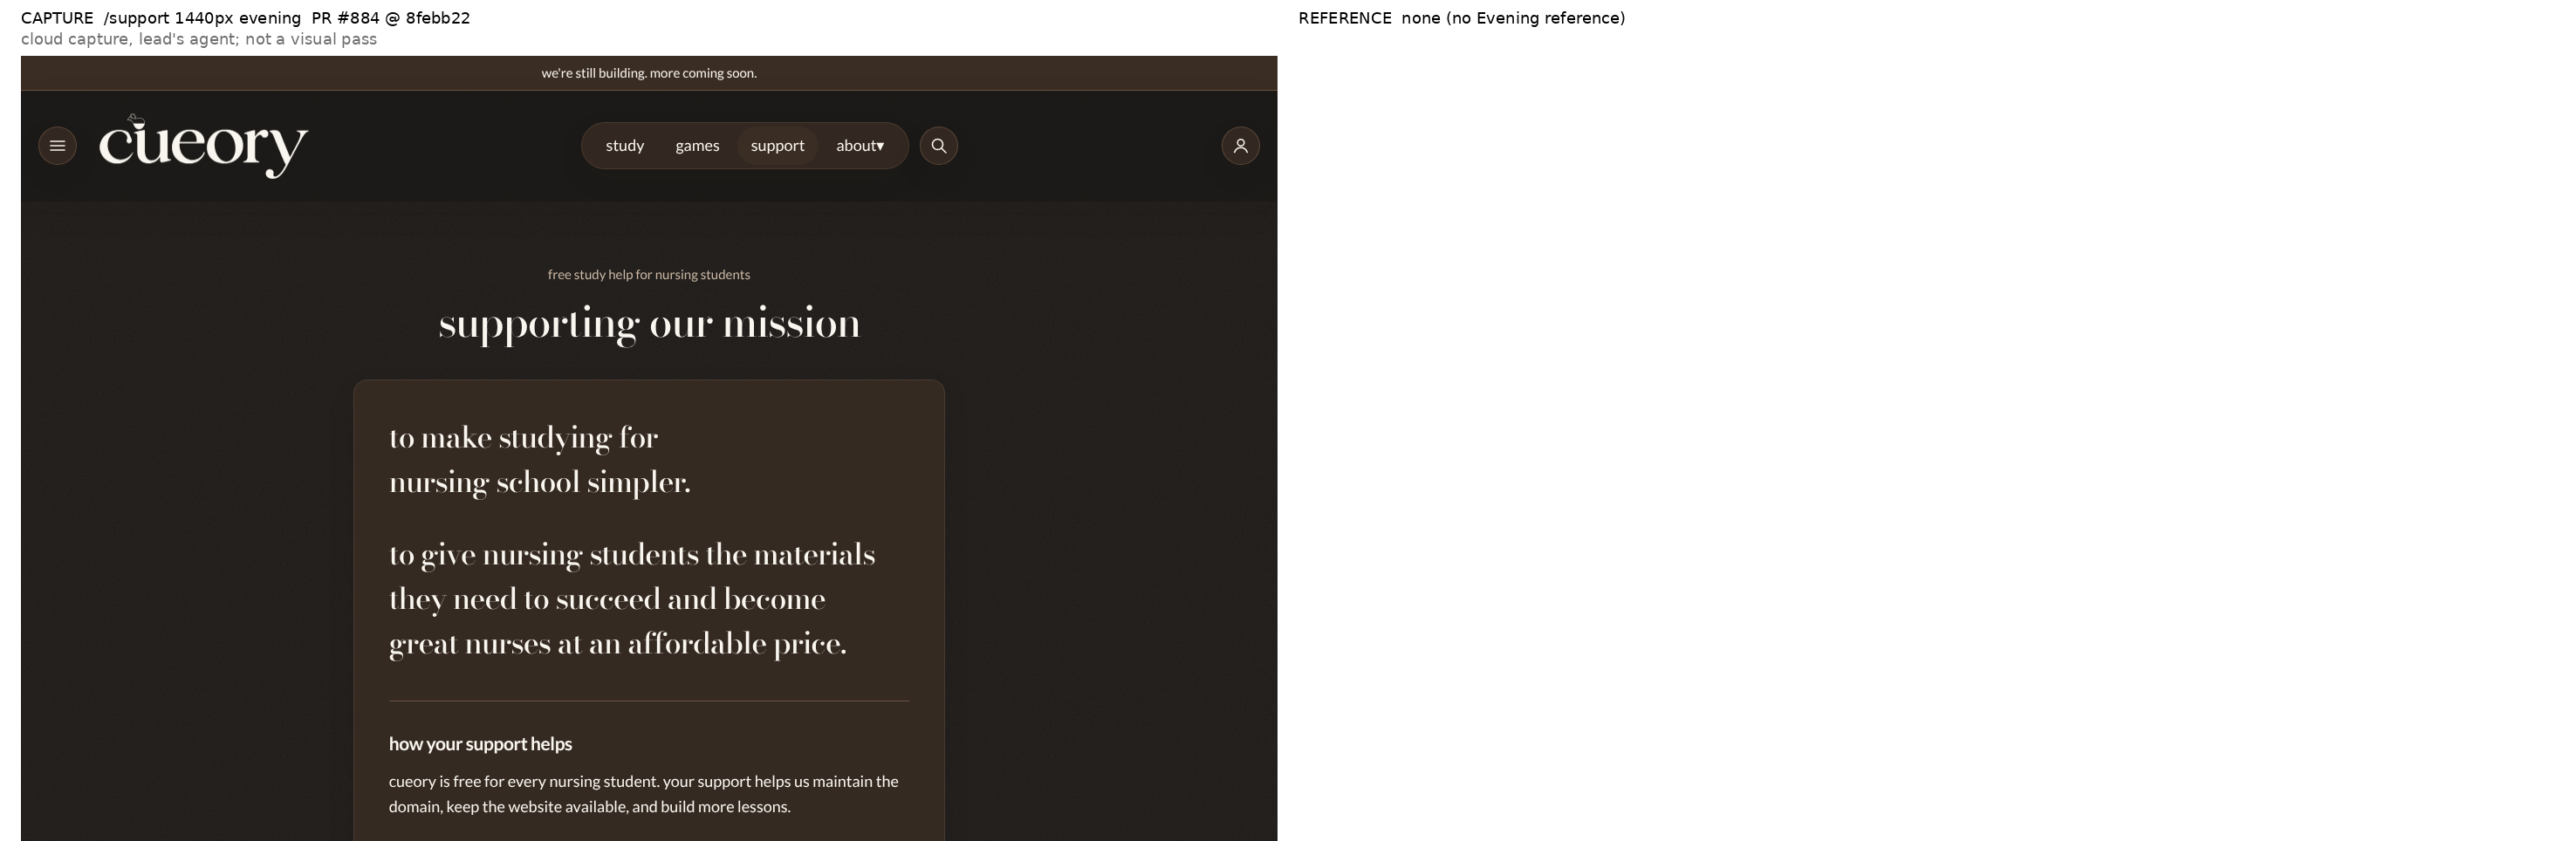 CAPTURE  /support 1440px evening  PR #884 @ 8febb22
cloud capture, lead's agent; not a visual pass
REFERENCE  none (no Evening reference)
we're still building. more coming soon.
cueory
study
games
support
about▾
free study help for nursing students
supporting our mission
to make studying for
nursing school simpler.
to give nursing students the materials
they need to succeed and become
great nurses at an affordable price.
how your support helps
cueory is free for every nursing student. your support helps us maintain the
domain, keep the website available, and build more lessons.